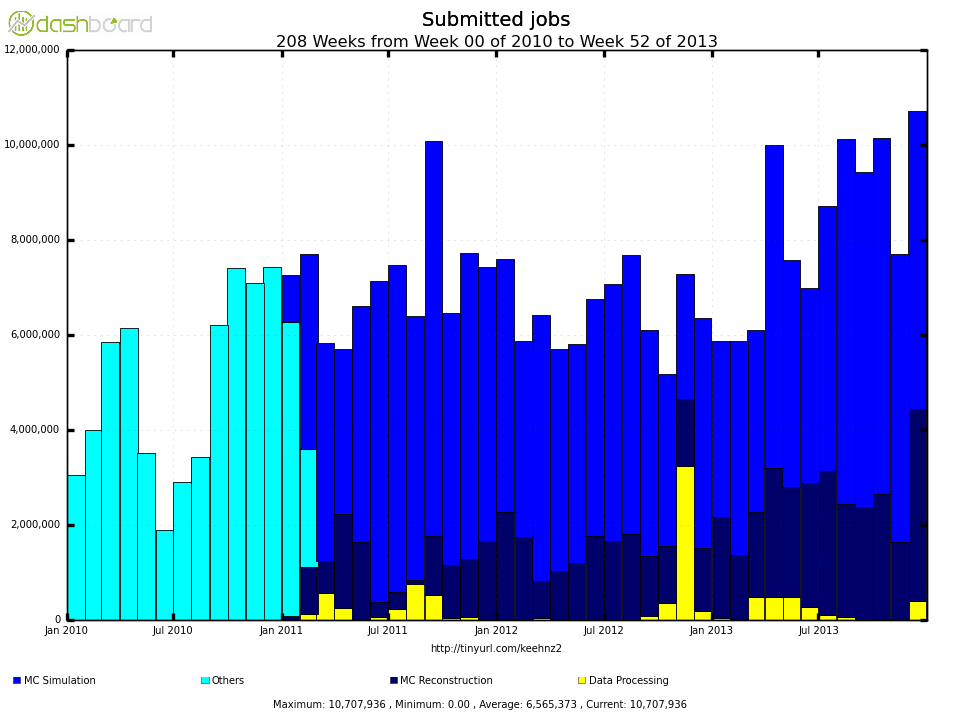 dashboard
Submitted jobs
208 Weeks from Week 00 of 2010 to Week 52 of 2013
12,000,000
10,000,000
8,000,000
6,000,000
4,000,000
2,000,000
0
Jan 2010 Jul 2010 Jan 2011 Jul 2011 Jan 2012 Jul 2012 Jan 2013 Jul 2013
http://tinyurl.com/keehnz2
MC Simulation Others MC Reconstruction Data Processing
Maximum: 10,707,936 , Minimum: 0.00 , Average: 6,565,373 , Current: 10,707,936